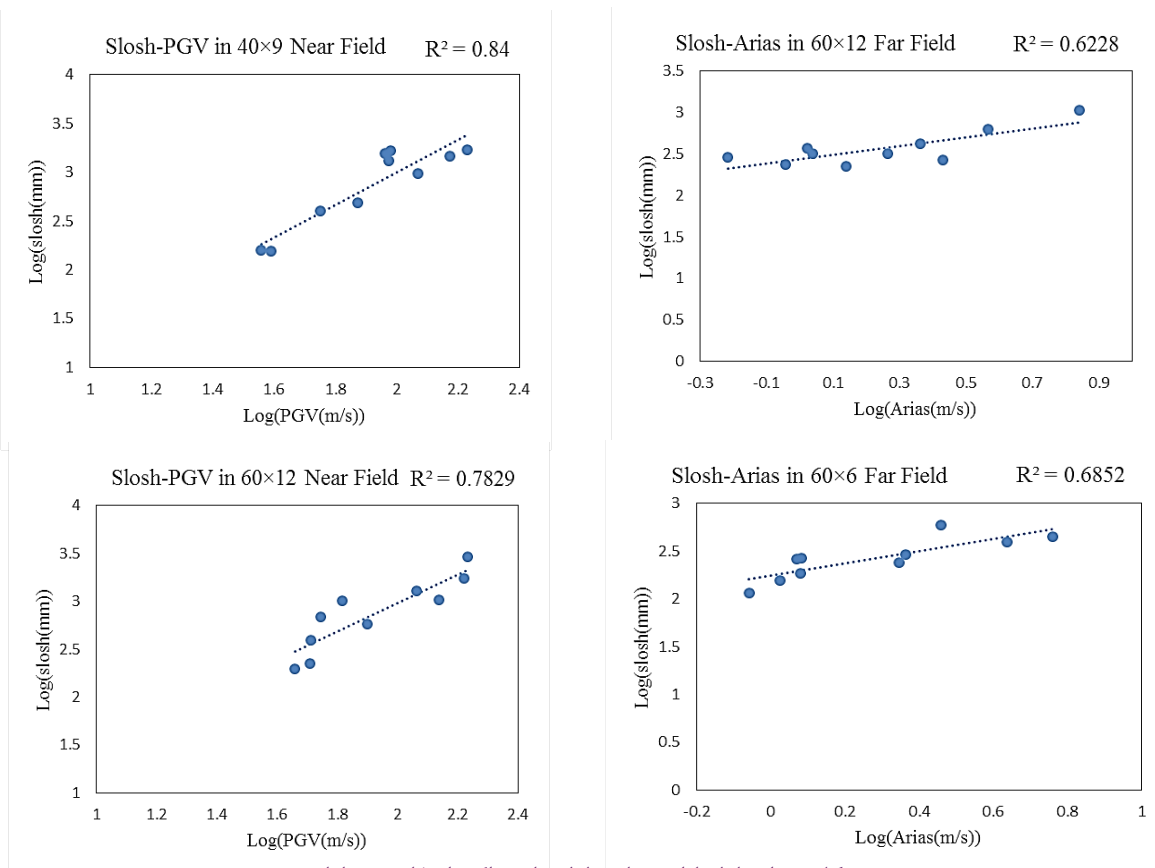 Slosh-PGV in 40×9 Near Field R² = 0.84
4
3.5
3
2.5
2
1.5
1
Log(slosh(mm))
1 1.2 1.4 1.6 1.8 2 2.2 2.4
Log(PGV(m/s))
Slosh-Arias in 60×12 Far Field R² = 0.6228
3.5
3
2.5
2
1.5
1
0.5
0
Log(slosh(mm))
-0.3 -0.1 0.1 0.3 0.5 0.7 0.9
Log(Arias(m/s))
Slosh-PGV in 60×12 Near Field R² = 0.7829
4
3.5
3
2.5
2
1.5
1
Log(slosh(mm))
1 1.2 1.4 1.6 1.8 2 2.2 2.4
Log(PGV(m/s))
Slosh-Arias in 60×6 Far Field R² = 0.6852
3
2.5
2
1.5
1
0.5
0
Log(slosh(mm))
-0.2 0 0.2 0.4 0.6 0.8 1
Log(Arias(m/s))